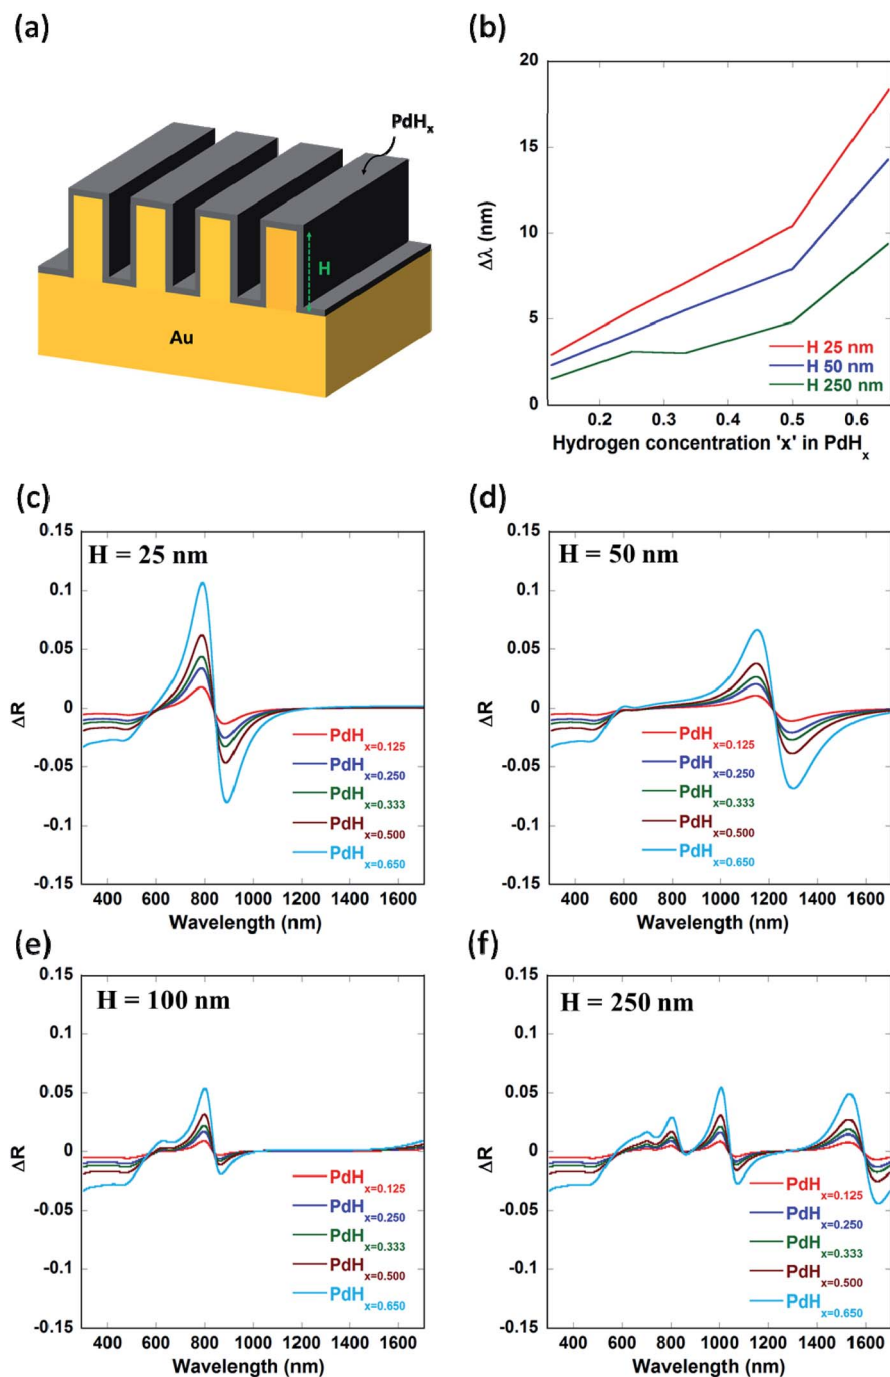 (a)
PdHx
H
Au
(b)
20
15
10
5
0
Δλ (nm)
H 25 nm
H 50 nm
H 250 nm
0.2 0.3 0.4 0.5 0.6
Hydrogen concentration 'x' in PdHx
(c)
0.15
0.1
0.05
0
-0.05
-0.1
-0.15
ΔR
H = 25 nm
PdHx=0.125
PdHx=0.250
PdHx=0.333
PdHx=0.500
PdHx=0.650
400 600 800 1000 1200 1400 1600
Wavelength (nm)
(d)
0.15
0.1
0.05
0
-0.05
-0.1
-0.15
ΔR
H = 50 nm
PdHx=0.125
PdHx=0.250
PdHx=0.333
PdHx=0.500
PdHx=0.650
400 600 800 1000 1200 1400 1600
Wavelength (nm)
(e)
0.15
0.1
0.05
0
-0.05
-0.1
-0.15
ΔR
H = 100 nm
PdHx=0.125
PdHx=0.250
PdHx=0.333
PdHx=0.500
PdHx=0.650
400 600 800 1000 1200 1400 1600
Wavelength (nm)
(f)
0.15
0.1
0.05
0
-0.05
-0.1
-0.15
ΔR
H = 250 nm
PdHx=0.125
PdHx=0.250
PdHx=0.333
PdHx=0.500
PdHx=0.650
400 600 800 1000 1200 1400 1600
Wavelength (nm)